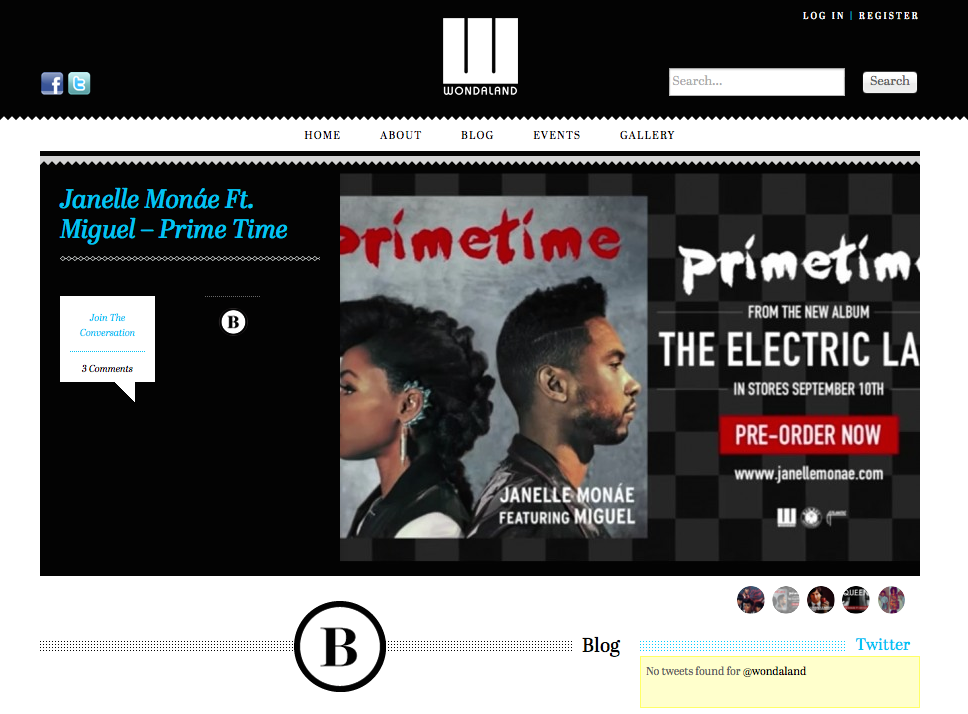 LOG IN | REGISTER
WONDALAND
Search...
Search
HOME ABOUT BLOG EVENTS GALLERY
Janelle Monáe Ft.
Miguel – Prime Time
Join The
Conversation
3 Comments
B
primetime
JANELLE MONÁE
FEATURING MIGUEL
primetim
FROM THE NEW ALBUM
THE ELECTRIC LA
IN STORES SEPTEMBER 10TH
PRE-ORDER NOW
wwww.janellemonae.com
QUEEN
B
Blog
Twitter
No tweets found for @wondaland